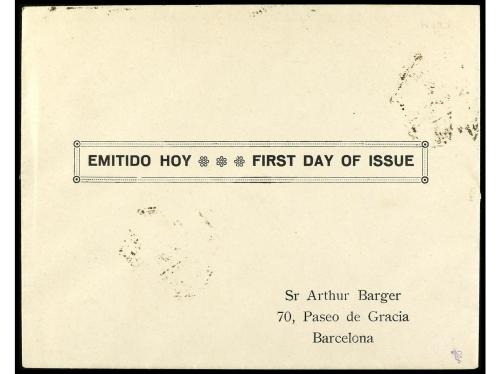 EMITIDO HOY FIRST DAY OF ISSUE
Sr Arthur Barger
70, Paseo de Gracia
Barcelona